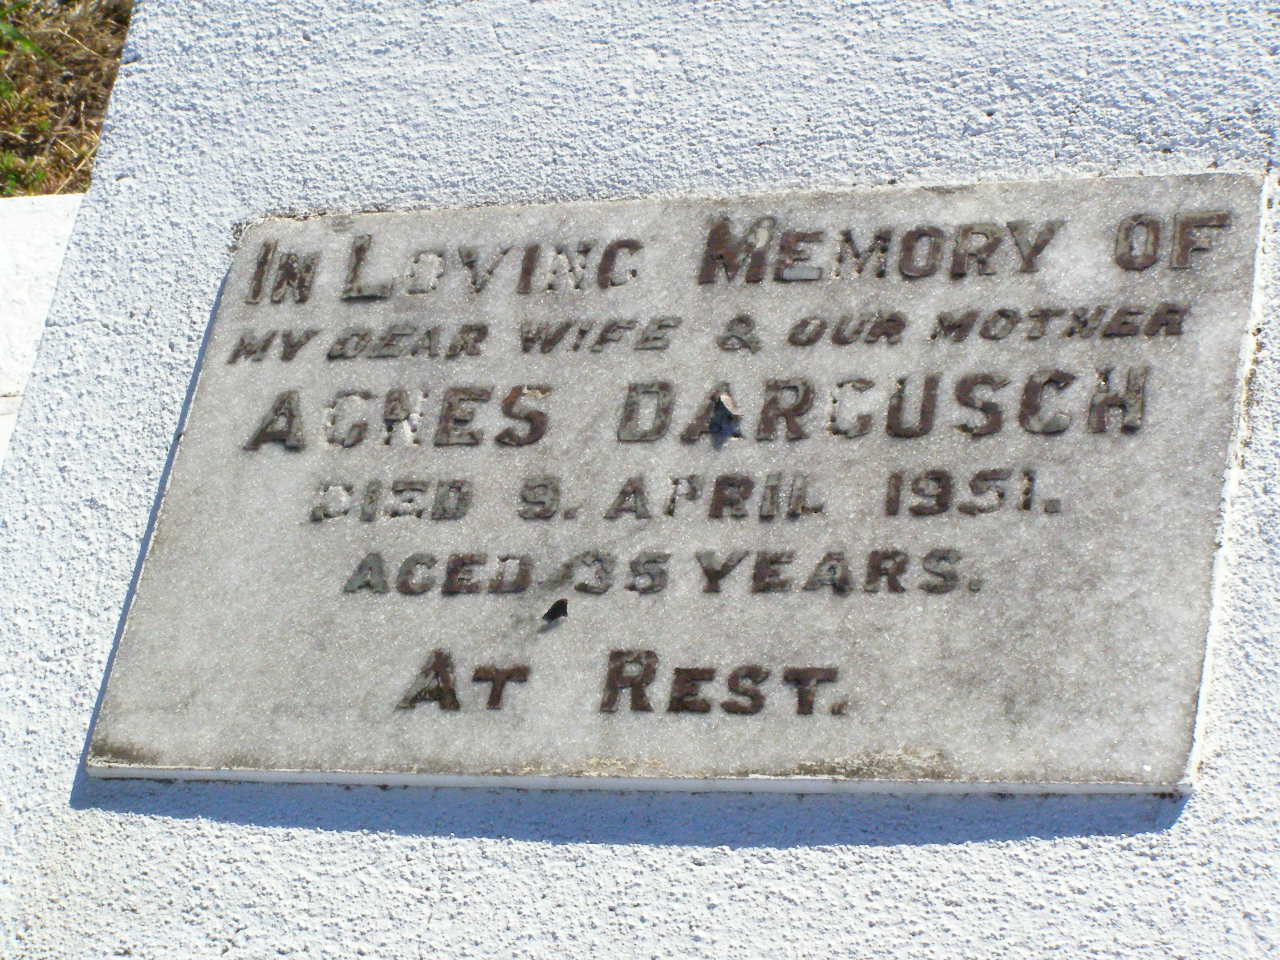 IN LOVING MEMORY OF
MY DEAR WIFE & OUR MOTHER
AGNES DARGUSCH
DIED 9. APRIL 1951.
AGED 35 YEARS.
AT REST.